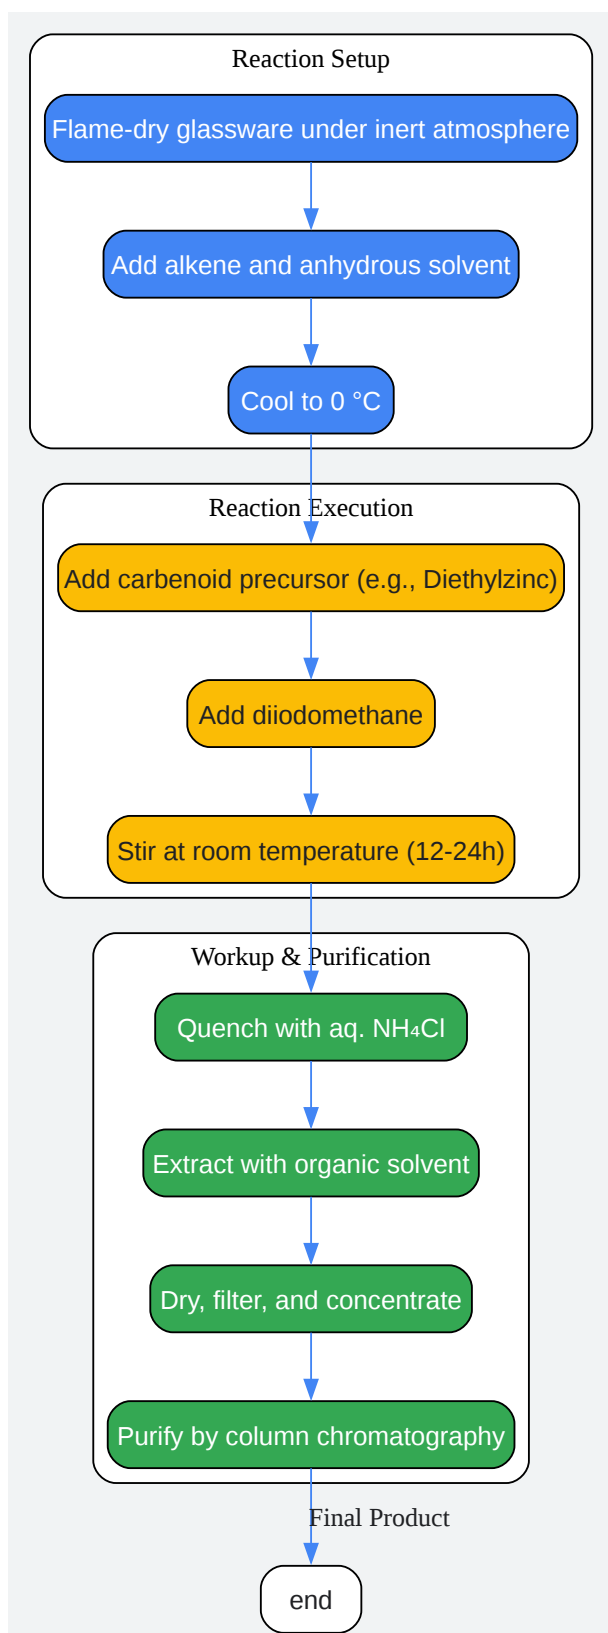 Reaction Setup
Flame-dry glassware under inert atmosphere
Add alkene and anhydrous solvent
Cool to 0 °C
Reaction Execution
Add carbenoid precursor (e.g., Diethylzinc)
Add diiodomethane
Stir at room temperature (12-24h)
Workup & Purification
Quench with aq. NH₄Cl
Extract with organic solvent
Dry, filter, and concentrate
Purify by column chromatography
Final Product
end